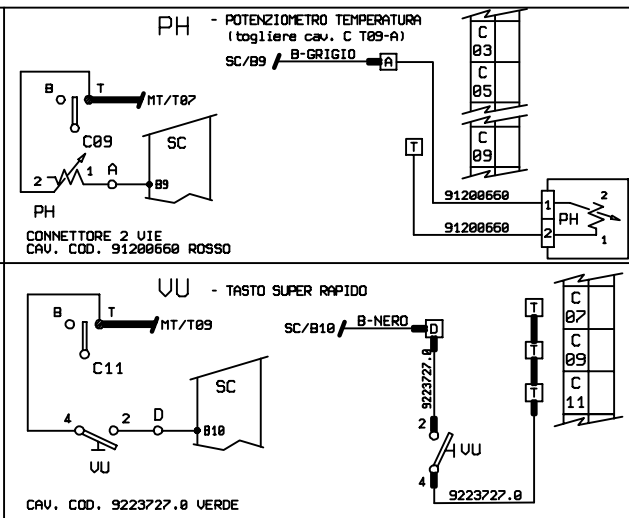 PH - POTENZIOMETRO TEMPERATURA
(togliere cav. C T09-A)
B T MT/T07
C09
SC
2 1 A B9
PH
CONNETTORE 2 VIE
CAV. COD. 91200660 ROSSO
SC/B9 B-GRIGIO A
C
03
C
05
C
09
T
91200660 1
91200660 2
PH 2
1
VU - TASTO SUPER RAPIDO
B T MT/T09
C11
SC
4 2 D B10
VU
CAV. COD. 9223727.0 VERDE
SC/B10 B-NERO D
9223727.0
2
VU
4
9223727.0
T
T
T
C
07
C
09
C
11